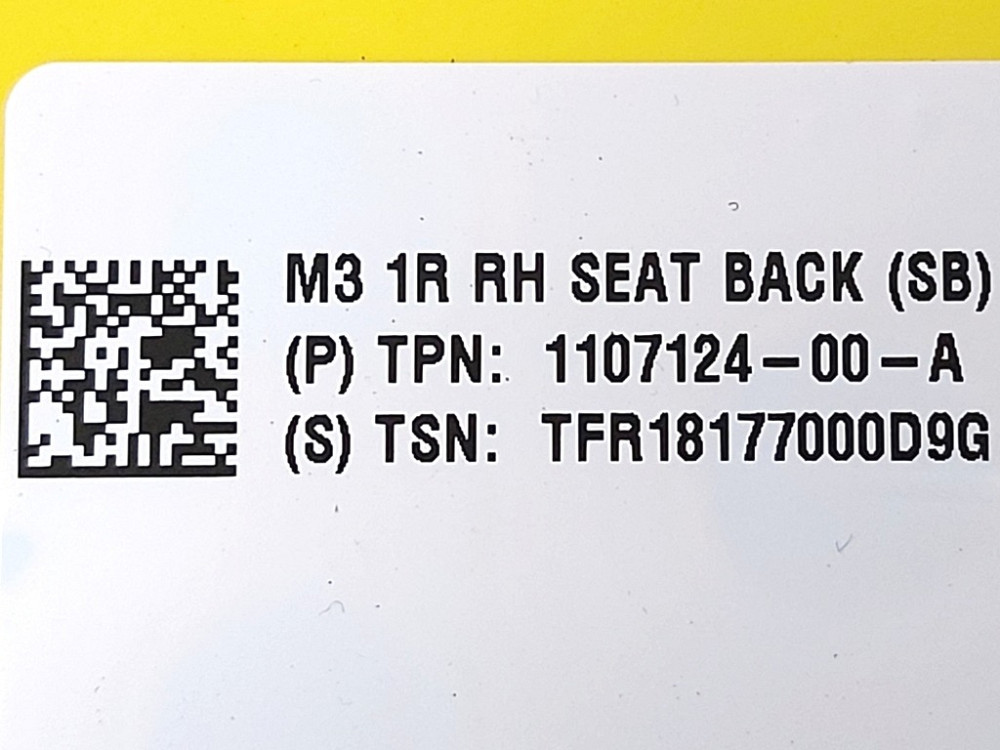 M3 1R RH SEAT BACK (SB)
(P) TPN: 1107124-00-A
(S) TSN: TFR18177000D9G